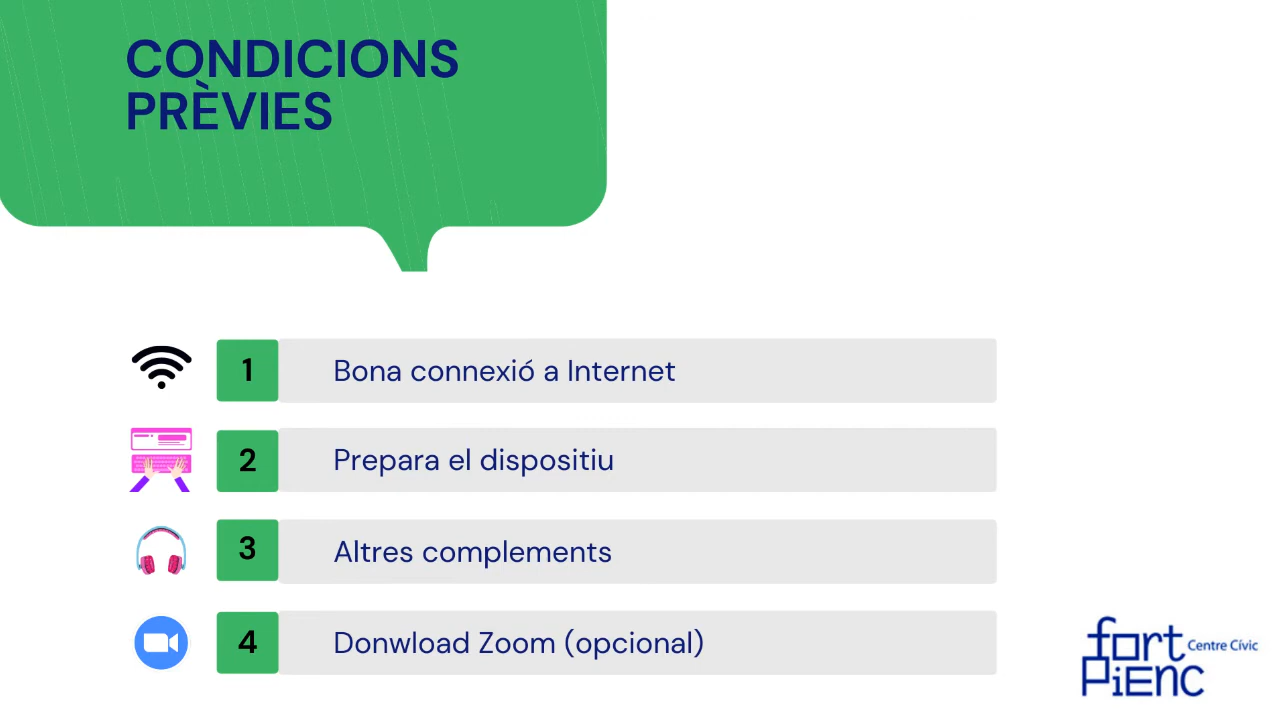 CONDICIONS
PRÈVIES
1 Bona connexió a Internet
2 Prepara el dispositiu
3 Altres complements
4 Donwload Zoom (opcional)
fort Centre Cívic
PiENC